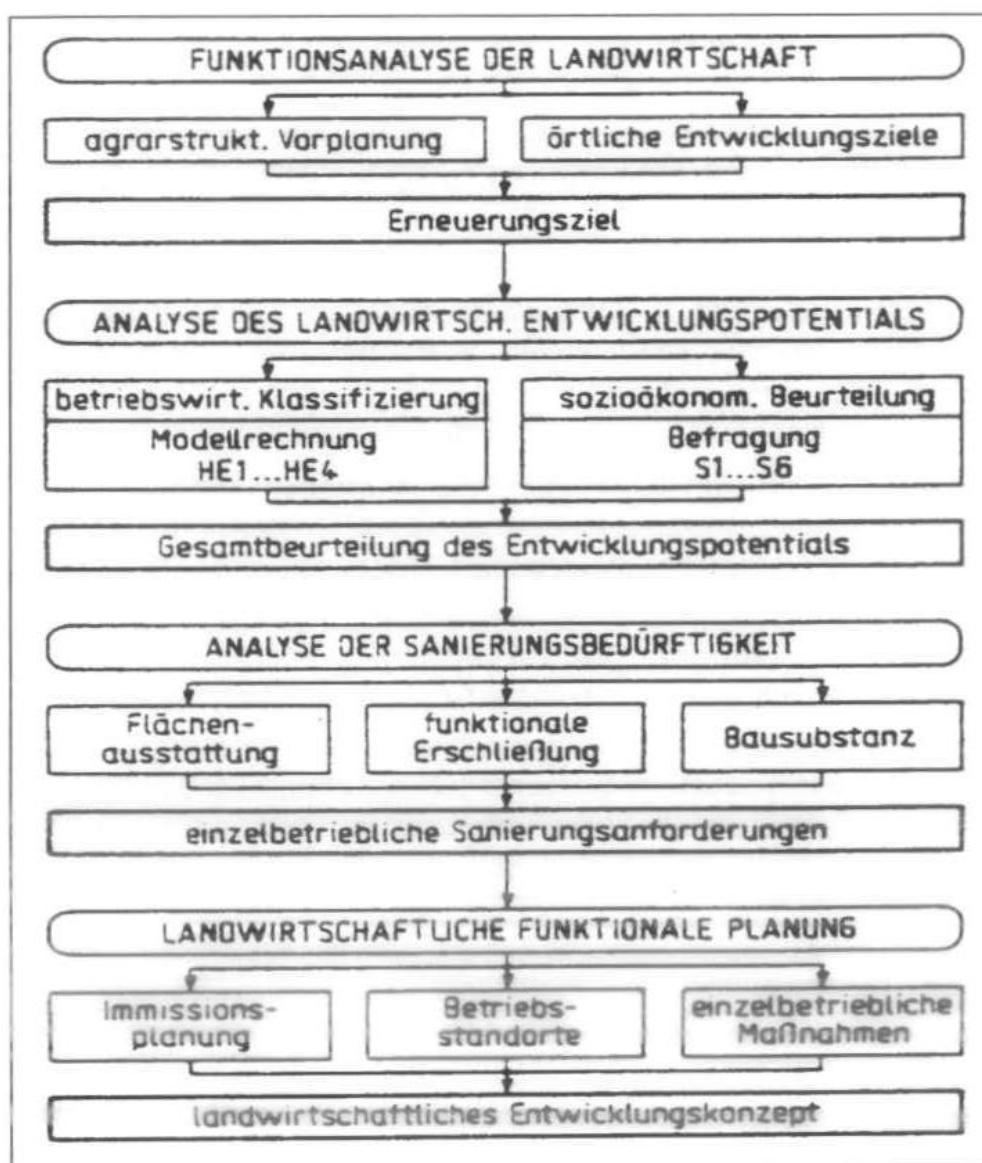 FUNKTIONSANALYSE DER LANDWIRTSCHAFT
agrarstrukt. Vorplanung
örtliche Entwicklungsziele
Erneuerungsziel
ANALYSE DES LANDWIRTSCH. ENTWICKLUNGSPOTENTIALS
betriebswirt. Klassifizierung
Modellrechnung
HE1...HE4
sozioökonom. Beurteilung
Befragung
S1...S6
Gesamtbeurteilung des Entwicklungspotentials
ANALYSE DER SANIERUNGSBEDÜRFTIGKEIT
Flächen-
ausstattung
funktionale
Erschließung
Bausubstanz
einzelbetriebliche Sanierungsanforderungen
LANDWIRTSCHAFTLICHE FUNKTIONALE PLANUNG
Immissions-
planung
Betriebs-
standorte
einzelbetriebliche
Maßnahmen
landwirtschaftliches Entwicklungskonzept